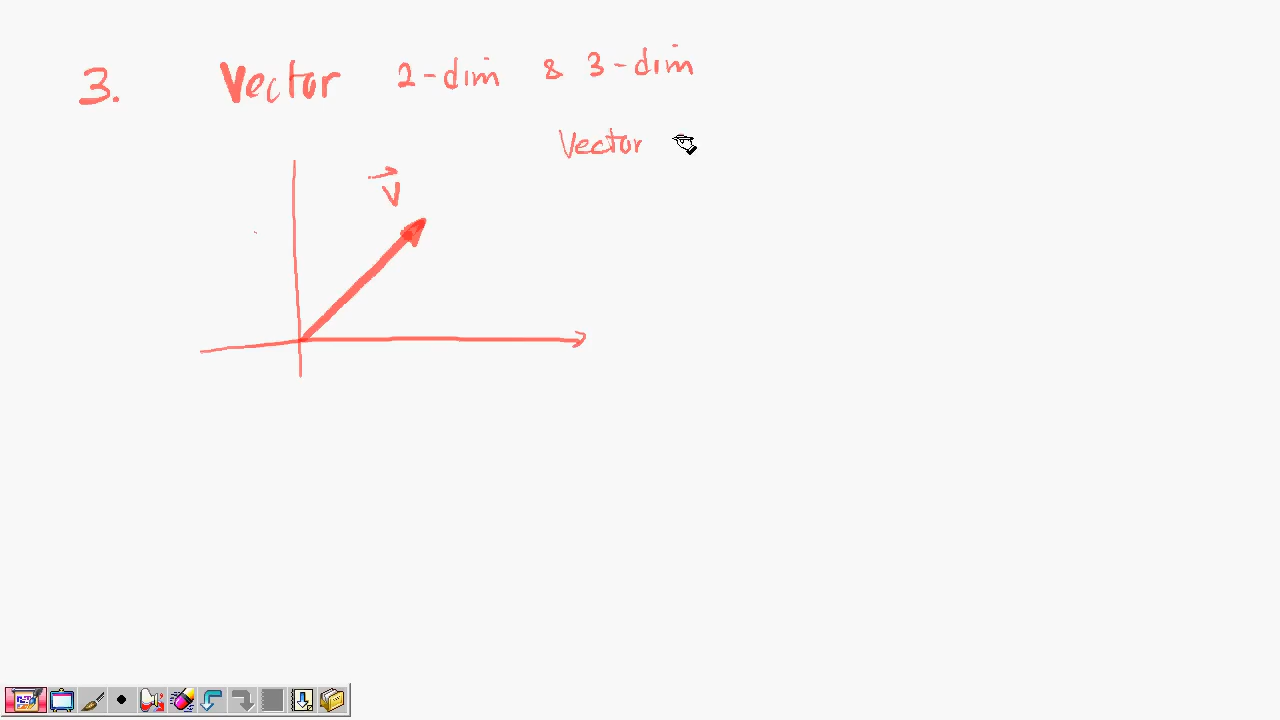 3. Vector 2-dim & 3-dim
Vector
v⃗